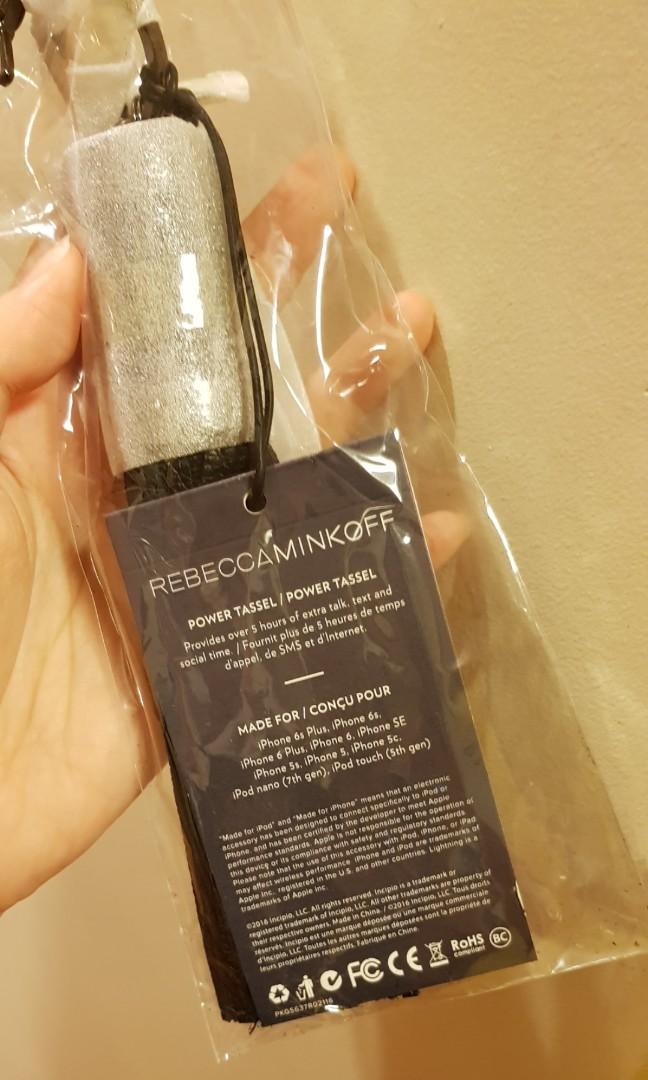 REBECCAMINKOFF
POWER TASSEL / POWER TASSEL
Provides over 5 hours of extra talk, text and
social time. / Fournit plus de 5 heures de temps
d'appel, de SMS et d'Internet.
MADE FOR / CONÇU POUR
iPhone 6s Plus, iPhone 6s,
iPhone 6 Plus, iPhone 6, iPhone SE
iPhone 5s, iPhone 5, iPhone 5c,
iPod nano (7th gen), iPod touch (5th gen)
"Made for iPod" and "Made for iPhone" means that an electronic
accessory has been designed to connect specifically to iPod or
iPhone, and has been certified by the developer to meet Apple
performance standards. Apple is not responsible for the operation of
this device or its compliance with safety and regulatory standards.
Please note that the use of this accessory with iPod, iPhone, or iPad
may effect wireless performance. iPhone and iPod are trademarks of
Apple Inc., registered in the U.S. and other countries. Lightning is a
trademarks of Apple Inc.
©2016 Incipio, LLC. All rights reserved. Incipio is a trademark or
registered trademark of Incipio, LLC. All other trademarks are property of
their respective owners. Made in China. / ©2016 Incipio, LLC. Tous droits
réservés. Incipio est une marque déposée ou une marque commerciale
d'Incipio, LLC. Toutes les autres marques déposées sont la propriété de
leurs propriétaires respectifs. Fabriqué en Chine.
FC CE RoHS BC
compliant
PKG5637R02116